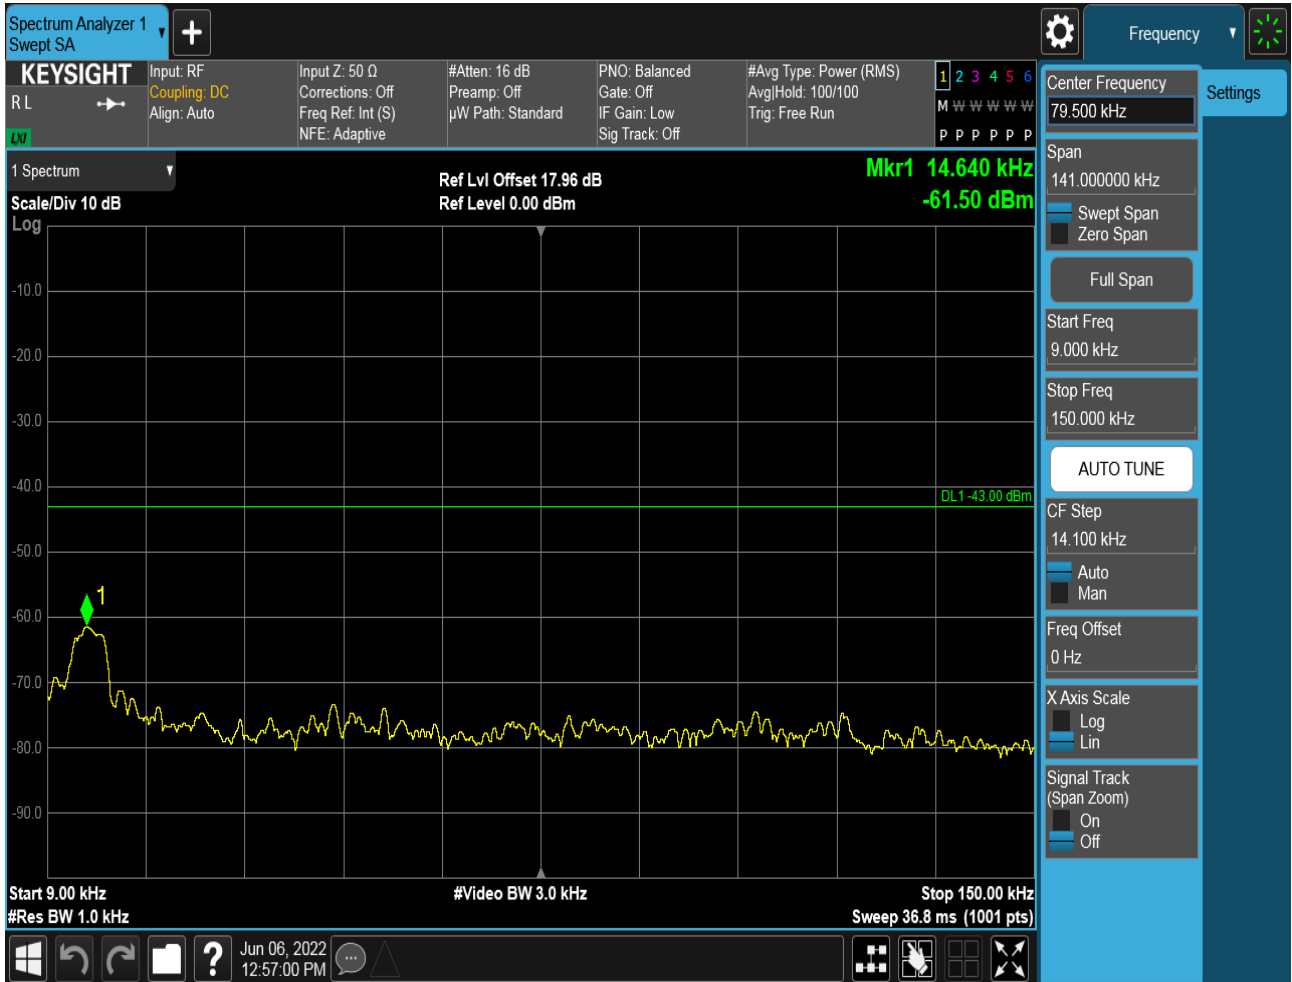 Spectrum Analyzer 1
Swept SA
Frequency
KEYSIGHT
R L
LXI
Input: RF
Coupling: DC
Align: Auto
Input Z: 50 Ω
Corrections: Off
Freq Ref: Int (S)
NFE: Adaptive
#Atten: 16 dB
Preamp: Off
µW Path: Standard
PNO: Balanced
Gate: Off
IF Gain: Low
Sig Track: Off
#Avg Type: Power (RMS)
Avg|Hold: 100/100
Trig: Free Run
1 2 3 4 5 6
M W W W W W
P P P P P P
1 Spectrum
Scale/Div 10 dB
Log
Ref Lvl Offset 17.96 dB
Ref Level 0.00 dBm
Mkr1 14.640 kHz
-61.50 dBm
-10.0
-20.0
-30.0
-40.0
DL1 -43.00 dBm
-50.0
1
-60.0
-70.0
-80.0
-90.0
Start 9.00 kHz
#Res BW 1.0 kHz
#Video BW 3.0 kHz
Stop 150.00 kHz
Sweep 36.8 ms (1001 pts)
Center Frequency
79.500 kHz
Settings
Span
141.000000 kHz
Swept Span
Zero Span
Full Span
Start Freq
9.000 kHz
Stop Freq
150.000 kHz
AUTO TUNE
CF Step
14.100 kHz
Auto
Man
Freq Offset
0 Hz
X Axis Scale
Log
Lin
Signal Track
(Span Zoom)
On
Off
?
Jun 06, 2022
12:57:00 PM